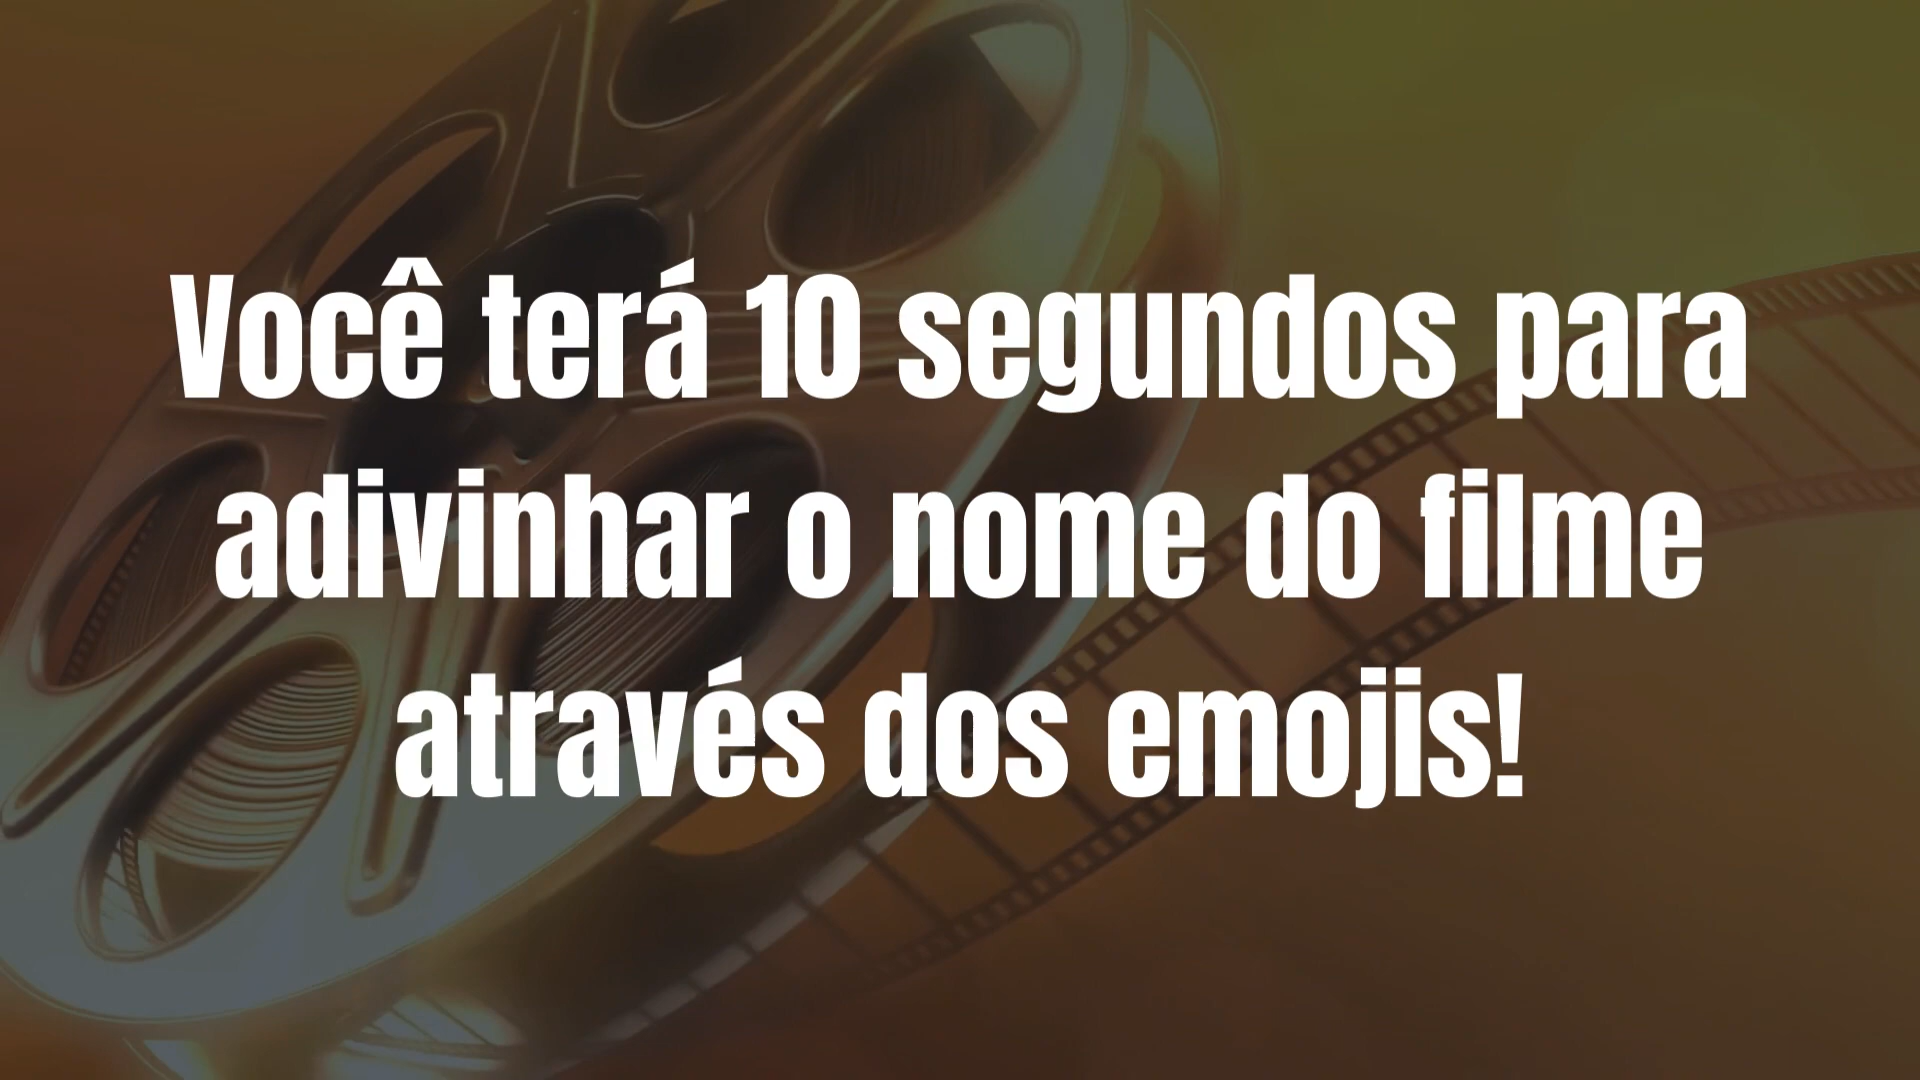 Você terá 10 segundos para
adivinhar o nome do filme
através dos emojis!